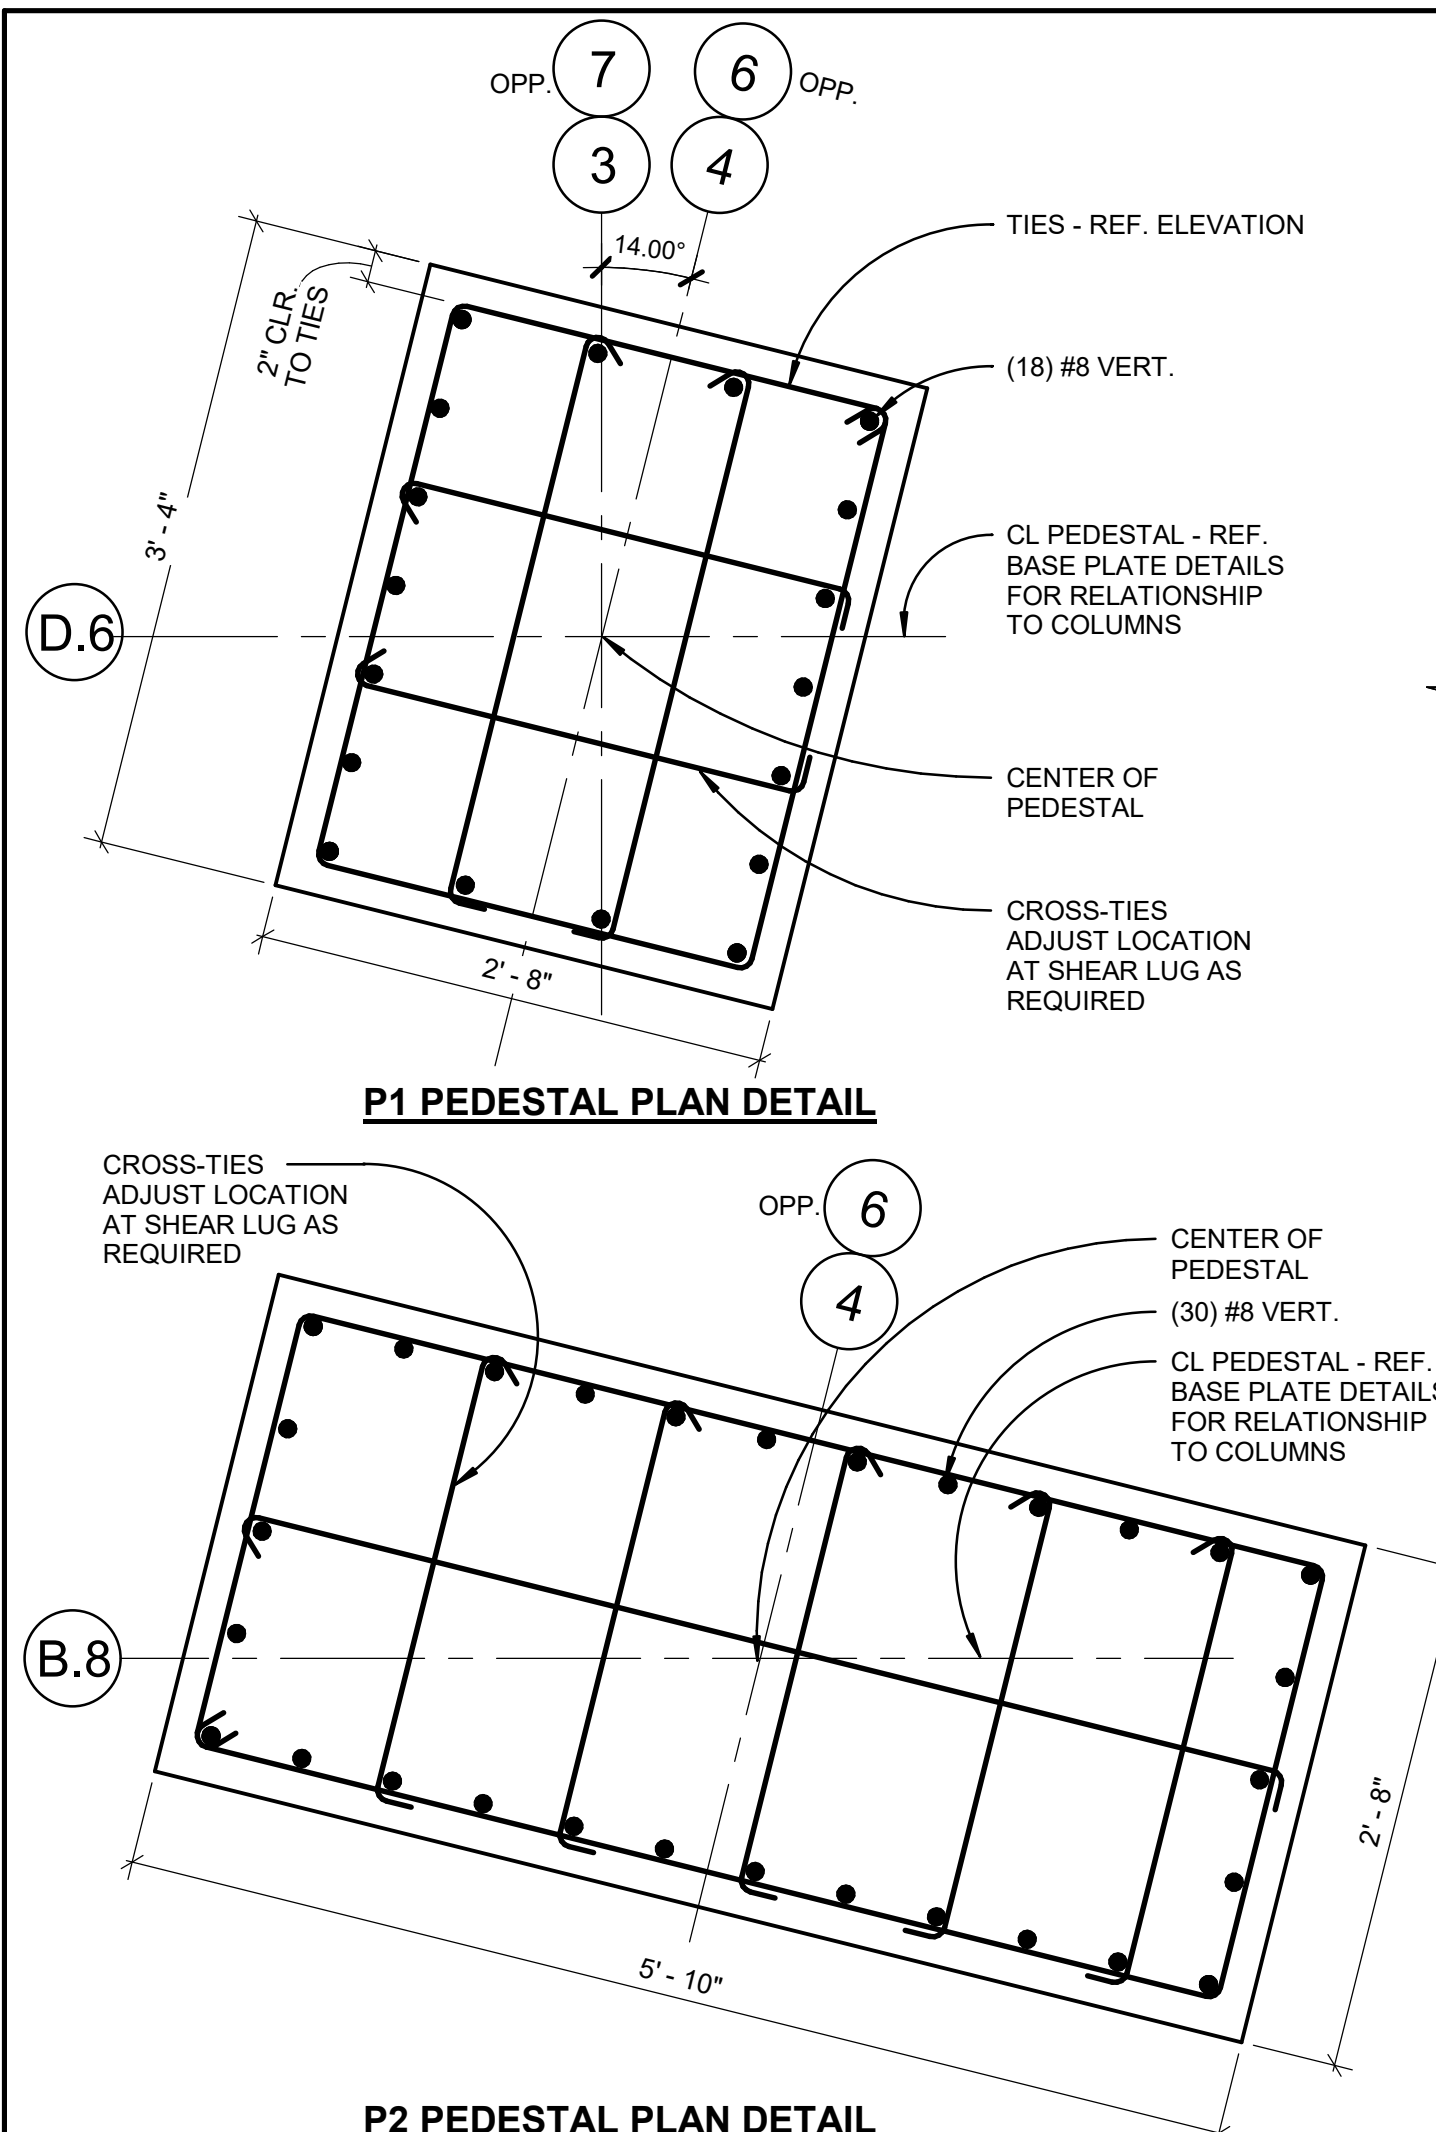 OPP. 7 6 OPP.
3 4
14.00°
TIES - REF. ELEVATION
2" CLR.
TO TIES
(18) #8 VERT.
3' - 4"
CL PEDESTAL - REF.
BASE PLATE DETAILS
FOR RELATIONSHIP
TO COLUMNS
D.6
CENTER OF
PEDESTAL
CROSS-TIES
ADJUST LOCATION
AT SHEAR LUG AS
REQUIRED
2' - 8"
P1 PEDESTAL PLAN DETAIL
CROSS-TIES
ADJUST LOCATION
AT SHEAR LUG AS
REQUIRED
OPP. 6
4
CENTER OF
PEDESTAL
(30) #8 VERT.
CL PEDESTAL - REF.
BASE PLATE DETAILS
FOR RELATIONSHIP
TO COLUMNS
B.8
2' - 8"
5' - 10"
P2 PEDESTAL PLAN DETAIL